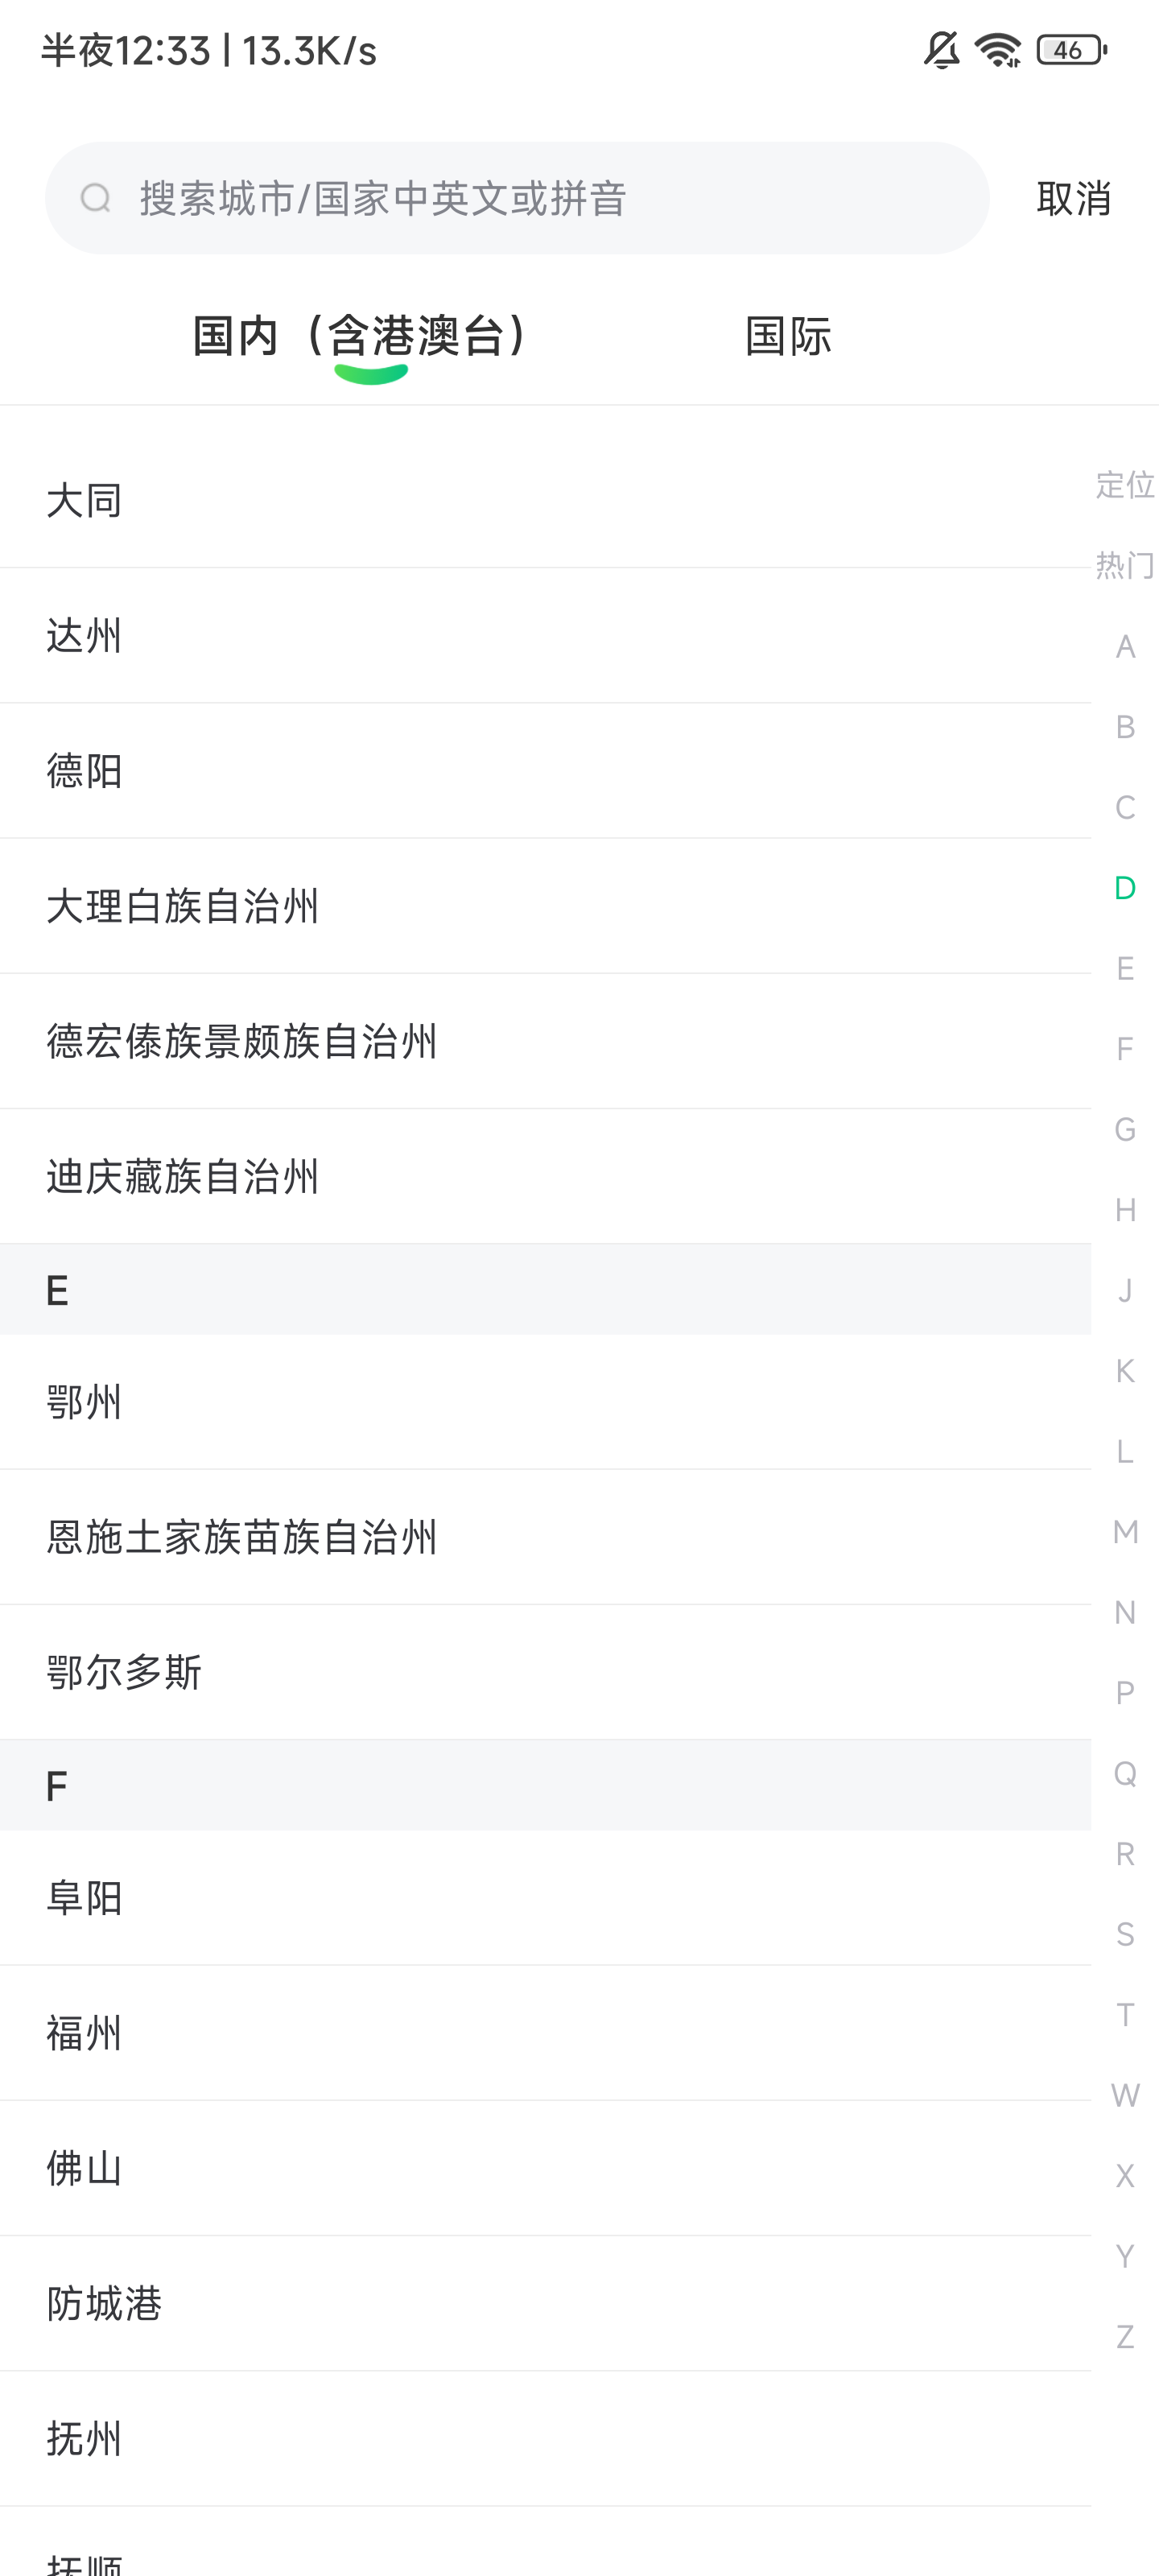 半夜12:33 | 13.3K/s
46
搜索城市/国家中英文或拼音
取消
国内（含港澳台）
国际
定位
热门
A
B
C
D
E
F
G
H
J
K
L
M
N
P
Q
R
S
T
W
X
Y
Z
大同
达州
德阳
大理白族自治州
德宏傣族景颇族自治州
迪庆藏族自治州
E
鄂州
恩施土家族苗族自治州
鄂尔多斯
F
阜阳
福州
佛山
防城港
抚州
抚顺